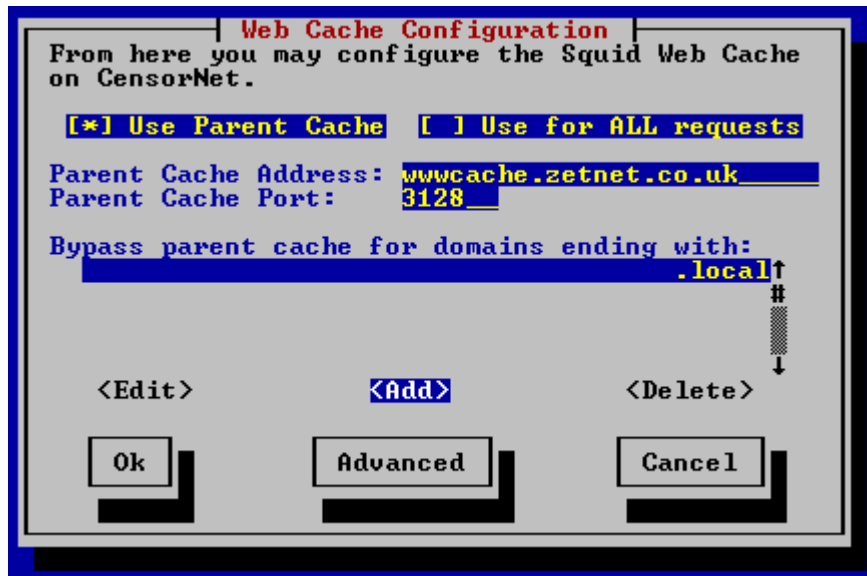 Web Cache Configuration
From here you may configure the Squid Web Cache
on CensorNet.
[*] Use Parent Cache [ ] Use for ALL requests
Parent Cache Address: wwwcache.zetnet.co.uk______
Parent Cache Port: 3128__
Bypass parent cache for domains ending with:
.local↑
#
↓
<Edit> <Add> <Delete>
Ok Advanced Cancel